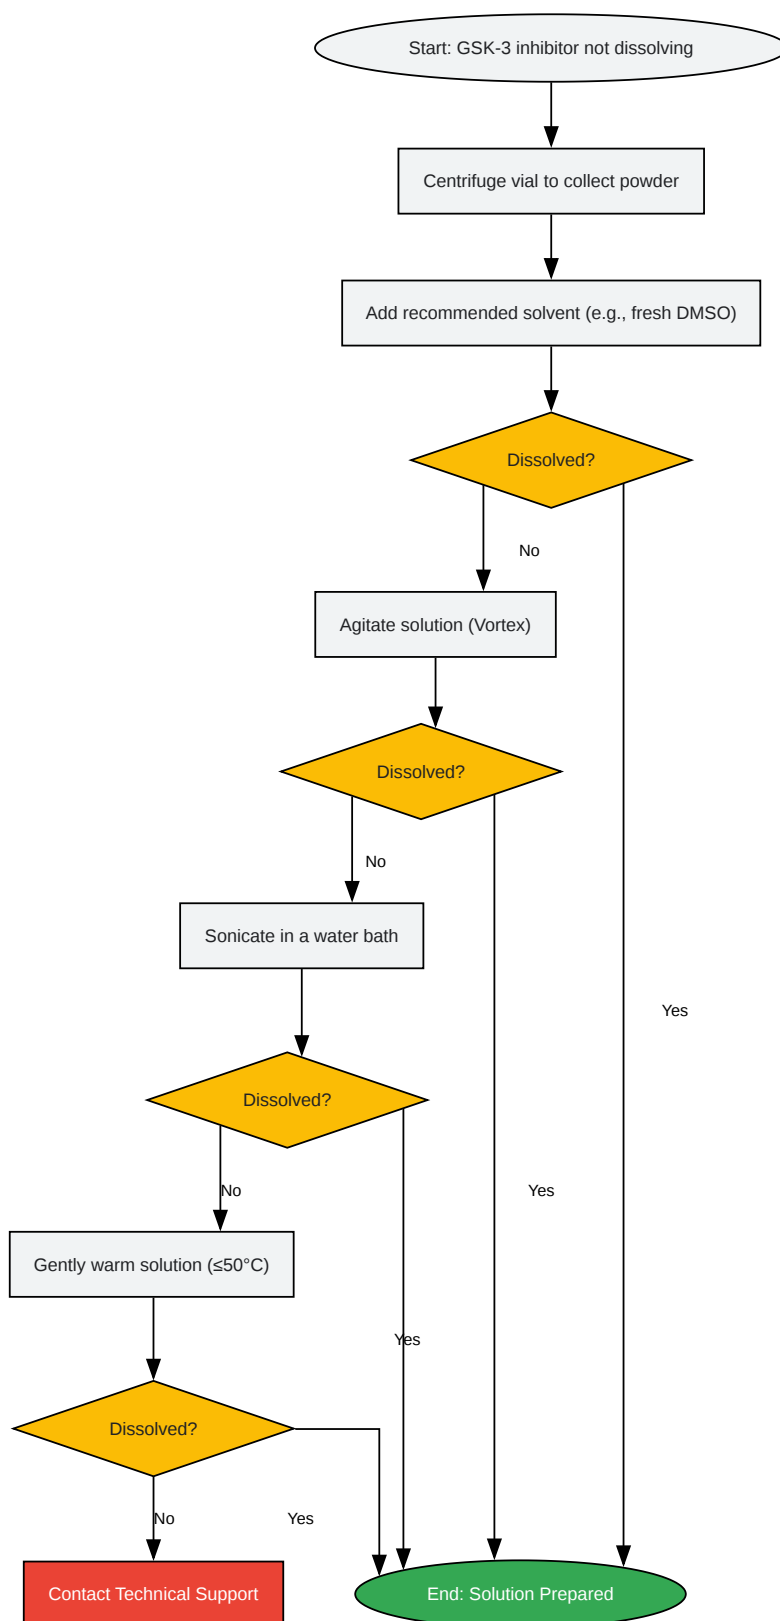 Start: GSK-3 inhibitor not dissolving
Centrifuge vial to collect powder
Add recommended solvent (e.g., fresh DMSO)
Dissolved?
No
Agitate solution (Vortex)
Dissolved?
No
Sonicate in a water bath
Yes
Dissolved?
No
Yes
Gently warm solution (≤50°C)
Yes
Dissolved?
No
Yes
Contact Technical Support
End: Solution Prepared